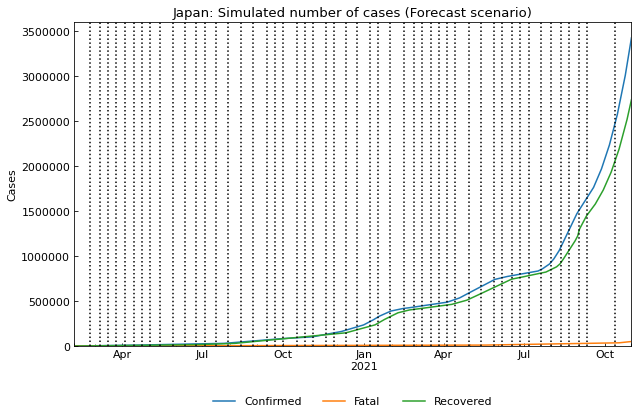 Japan: Simulated number of cases (Forecast scenario)
3500000
3000000
2500000
2000000
1500000
1000000
500000
0
Cases
Apr Jul Oct Jan Apr Jul Oct
2021
Confirmed Fatal Recovered